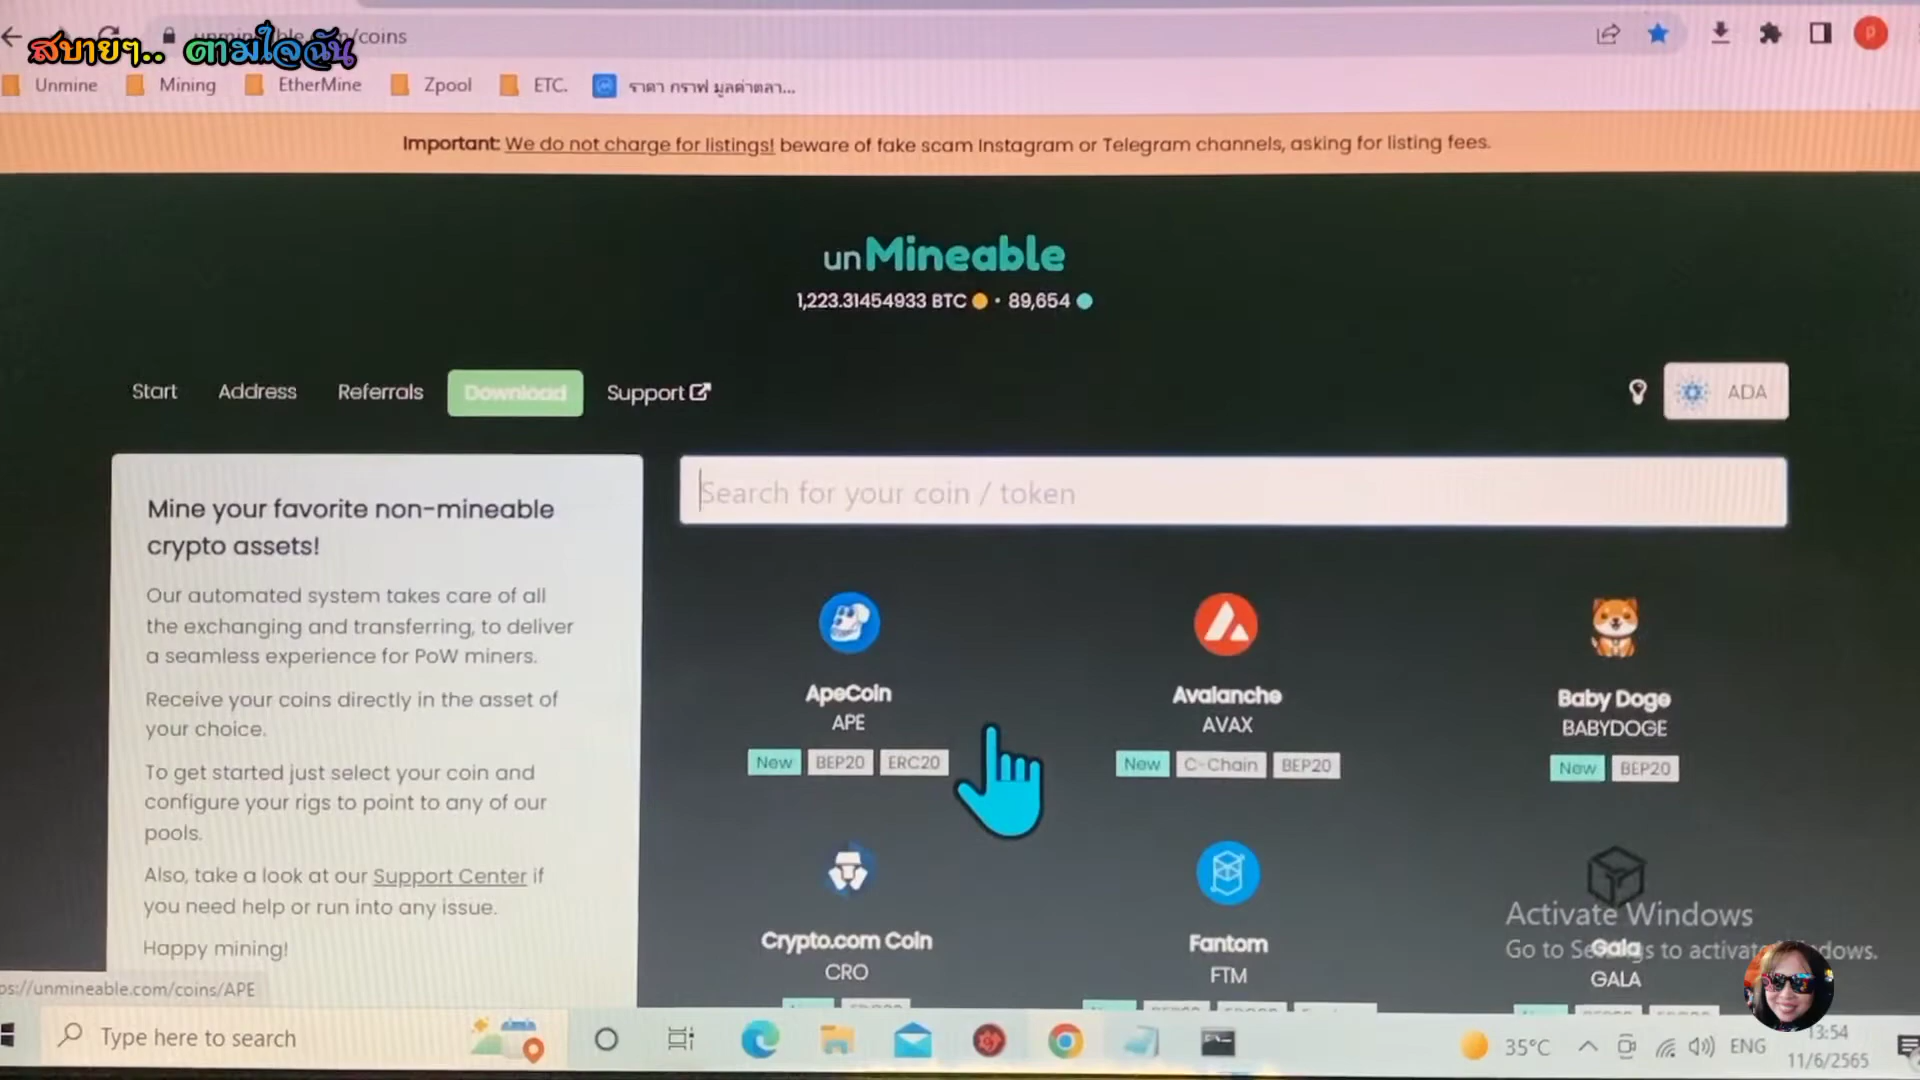 สบายๆ.. ตามใจฉัน
/coins
Unmine
Mining
EtherMine
Zpool
ETC.
ราคา กราฟ มูลค่าตลา...
Important: We do not charge for listings! beware of fake scam Instagram or Telegram channels, asking for listing fees.
unMineable
1,223.31454933 BTC • 89,654
Start
Address
Referrals
Download
Support
ADA
Search for your coin / token
Mine your favorite non-mineable
crypto assets!
Our automated system takes care of all
the exchanging and transferring, to deliver
a seamless experience for PoW miners.
Receive your coins directly in the asset of
your choice.
To get started just select your coin and
configure your rigs to point to any of our
pools.
Also, take a look at our Support Center if
you need help or run into any issue.
Happy mining!
ApeCoin
APE
New BEP20 ERC20
Avalanche
AVAX
New C-Chain BEP20
Baby Doge
BABYDOGE
New BEP20
Crypto.com Coin
CRO
Fantom
FTM
Gala
GALA
Activate Windows
Go to to activate
ps://unmineable.com/coins/APE
Type here to search
35°C
ENG
13:54
11/6/2565